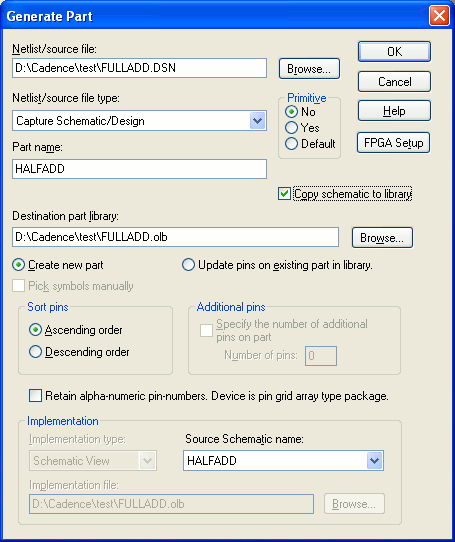 Generate Part
Netlist/source file:
D:\Cadence\test\FULLADD.DSN
Browse...
OK
Cancel
Netlist/source file type:
Capture Schematic/Design
Primitive
No
Yes
Default
Help
FPGA Setup
Part name:
HALFADD
Copy schematic to library
Destination part library:
D:\Cadence\test\FULLADD.olb
Browse...
Create new part
Update pins on existing part in library.
Pick symbols manually
Sort pins
Ascending order
Descending order
Additional pins
Specify the number of additional
pins on part
Number of pins:
0
Retain alpha-numeric pin-numbers. Device is pin grid array type package.
Implementation
Implementation type:
Schematic View
Source Schematic name:
HALFADD
Implementation file:
D:\Cadence\test\FULLADD.olb
Browse...